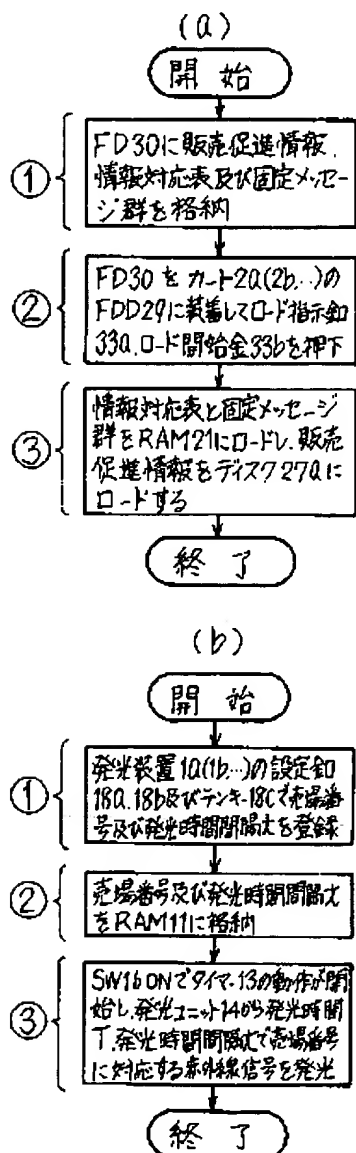 (a)
開始
① FD30に販売促進情報、
情報対応表及び固定メッセー
ジ群を格納
② FD30をカート2a(2b…)の
FDD29に装着してロード指示釦
33a、ロード開始釦33bを押下
③ 情報対応表と固定メッセージ
群をRAM21にロードし、販売
促進情報をディスク27aに
ロードする
終了
(b)
開始
① 発光装置1a(1b…)の設定釦
18a、18b及びテンキー18cで売場番
号及び発光時間間隔tを登録
② 売場番号及び発光時間間隔t
をRAM11に格納
③ SW16ONでタイマー13の動作が開
始し、発光ユニット14から発光時間
T、発光時間間隔tで売場番号
に対応する赤外線信号を発光
終了